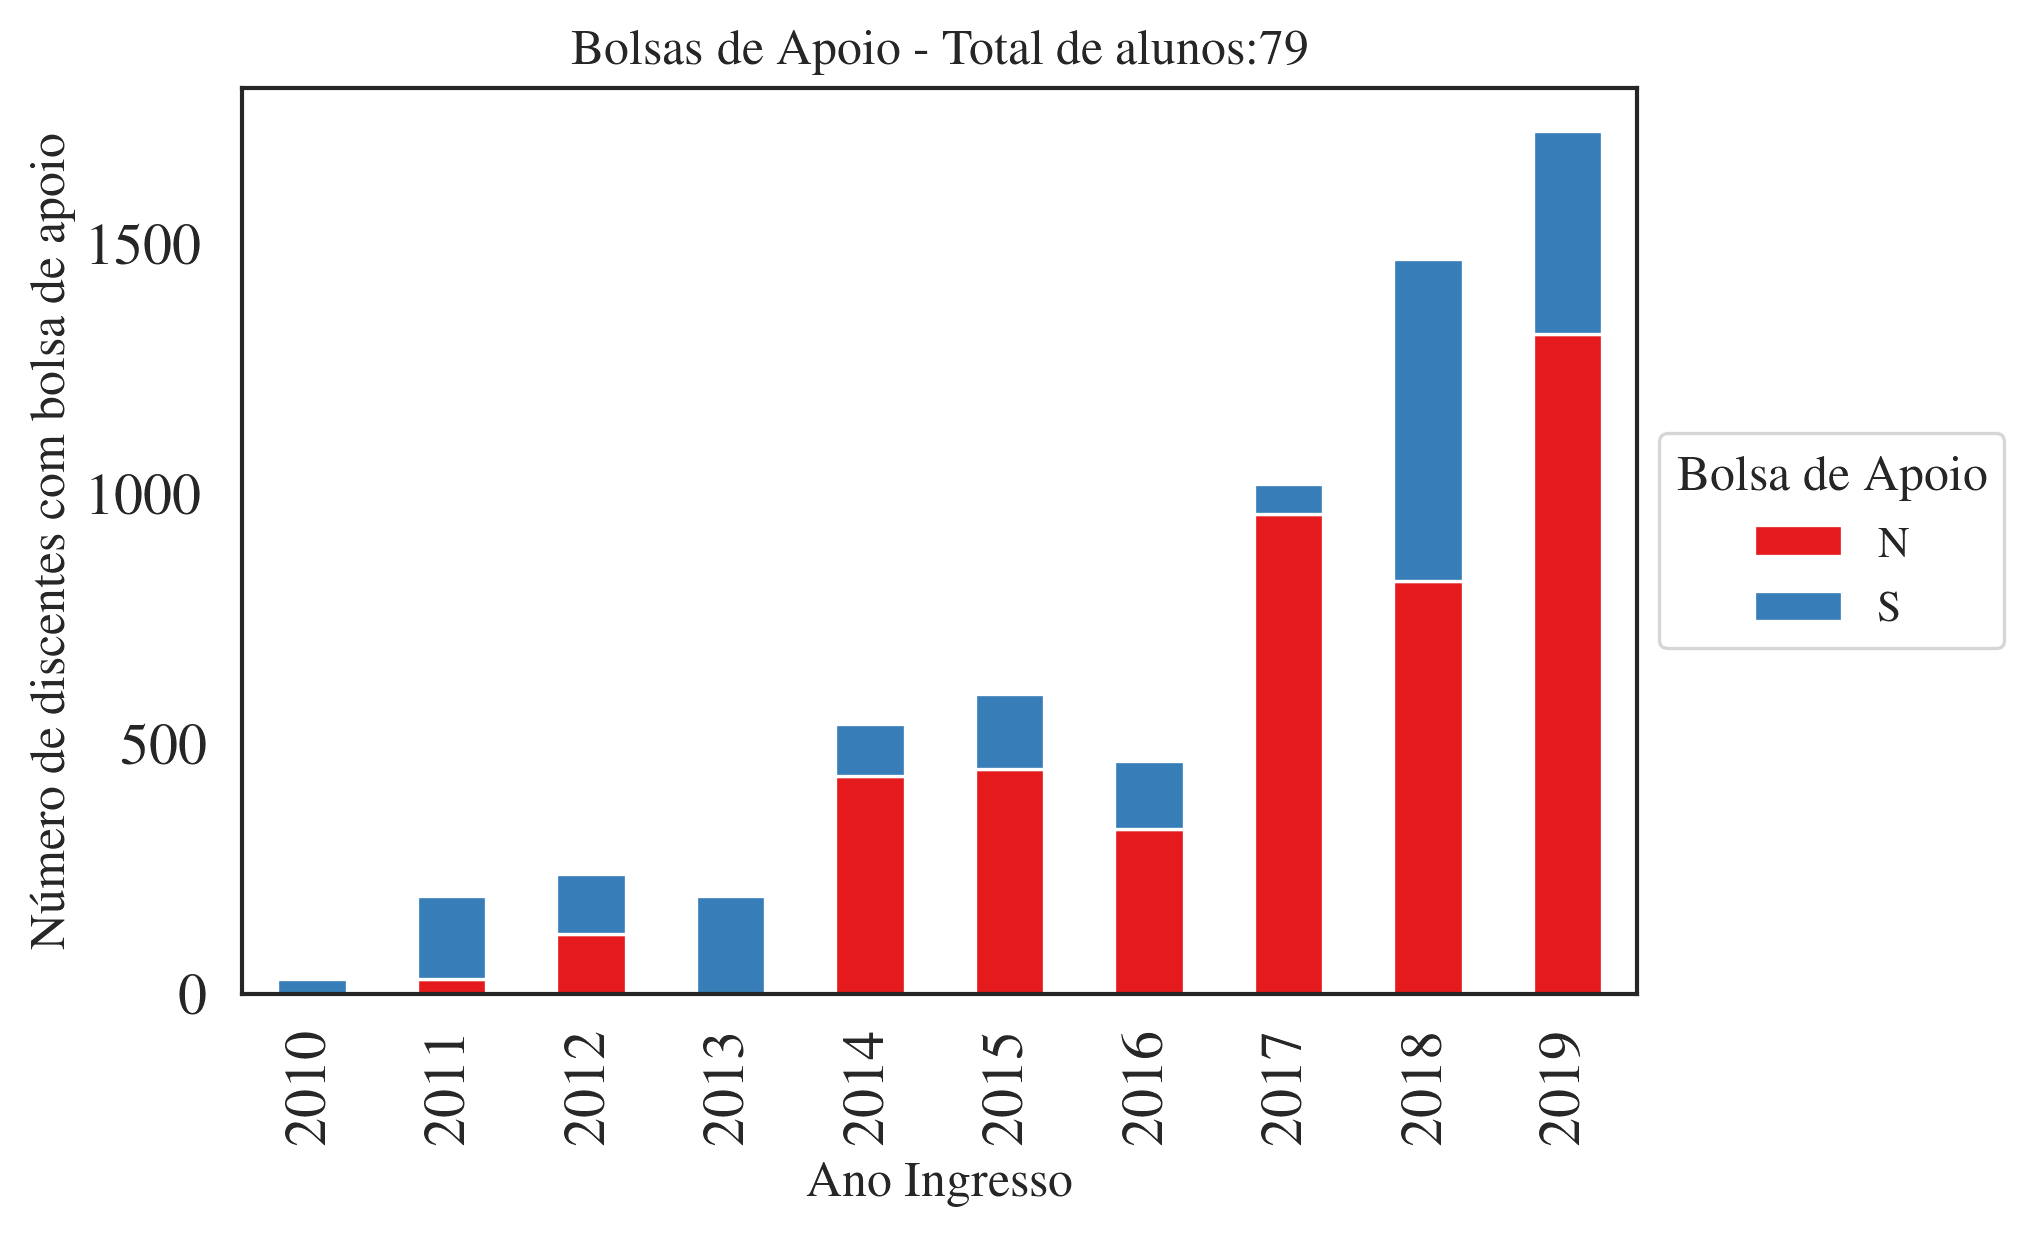 Bolsas de Apoio - Total de alunos:79
Número de discentes com bolsa de apoio
1500
1000
500
0
2010
2011
2012
2013
2014
2015
2016
2017
2018
2019
Ano Ingresso
Bolsa de Apoio
N
S